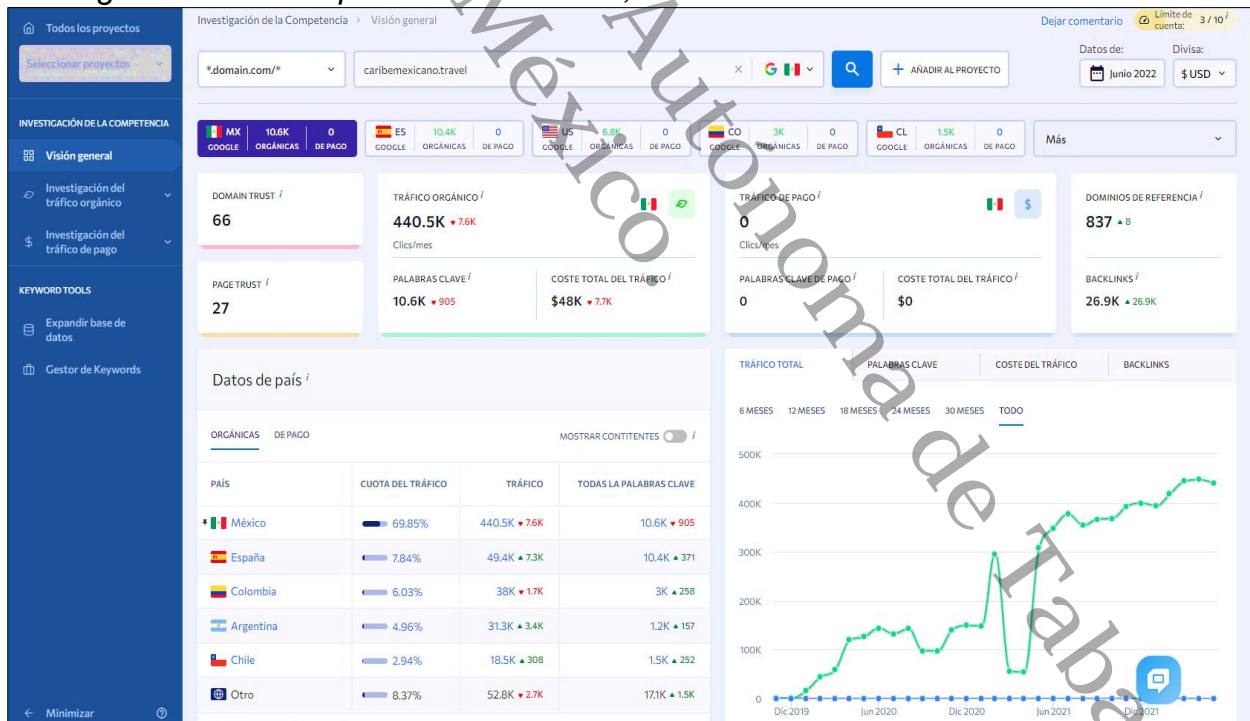 Todos los proyectos
Seleccionar proyectos
INVESTIGACIÓN DE LA COMPETENCIA
Visión general
Investigación del
tráfico orgánico
Investigación del
tráfico de pago
KEYWORD TOOLS
Expandir base de
datos
Gestor de Keywords
Minimizar
Investigación de la Competencia > Visión general
Dejar comentario
Límite de cuenta: 3 / 10 i
*.domain.com/*
caribemexicano.travel
AÑADIR AL PROYECTO
Datos de: Divisa:
Junio 2022 $ USD
MX 10.6K 0
GOOGLE ORGÁNICAS DE PAGO
ES 10.4K 0
GOOGLE ORGÁNICAS DE PAGO
US 6.8K 0
GOOGLE ORGÁNICAS DE PAGO
CO 3K 0
GOOGLE ORGÁNICAS DE PAGO
CL 1.5K 0
GOOGLE ORGÁNICAS DE PAGO
Más
DOMAIN TRUST i
66
PAGE TRUST i
27
TRÁFICO ORGÁNICO i
440.5K ▾ 7.6K
Clics/mes
PALABRAS CLAVE i
10.6K ▾ 905
COSTE TOTAL DEL TRÁFICO i
$48K ▾ 7.7K
TRÁFICO DE PAGO i
0
Clics/mes
PALABRAS CLAVE DE PAGO i
0
COSTE TOTAL DEL TRÁFICO i
$0
DOMINIOS DE REFERENCIA i
837 ▴ 8
BACKLINKS i
26.9K ▴ 26.9K
Datos de país i
ORGÁNICAS DE PAGO MOSTRAR CONTITENTES i
PAÍS CUOTA DEL TRÁFICO TRÁFICO TODAS LA PALABRAS CLAVE
México 69.85% 440.5K ▾ 7.6K 10.6K ▾ 905
España 7.84% 49.4K ▴ 7.3K 10.4K ▴ 371
Colombia 6.03% 38K ▾ 1.7K 3K ▴ 258
Argentina 4.96% 31.3K ▴ 3.4K 1.2K ▴ 157
Chile 2.94% 18.5K ▴ 308 1.5K ▴ 252
Otro 8.37% 52.8K ▾ 2.7K 17.1K ▴ 1.5K
TRÁFICO TOTAL PALABRAS CLAVE COSTE DEL TRÁFICO BACKLINKS
6 MESES 12 MESES 18 MESES 24 MESES 30 MESES TODO
500K
400K
300K
200K
100K
0
Dic 2019 Jun 2020 Dic 2020 Jun 2021 Dic 2021
Autónoma de Taba
México.